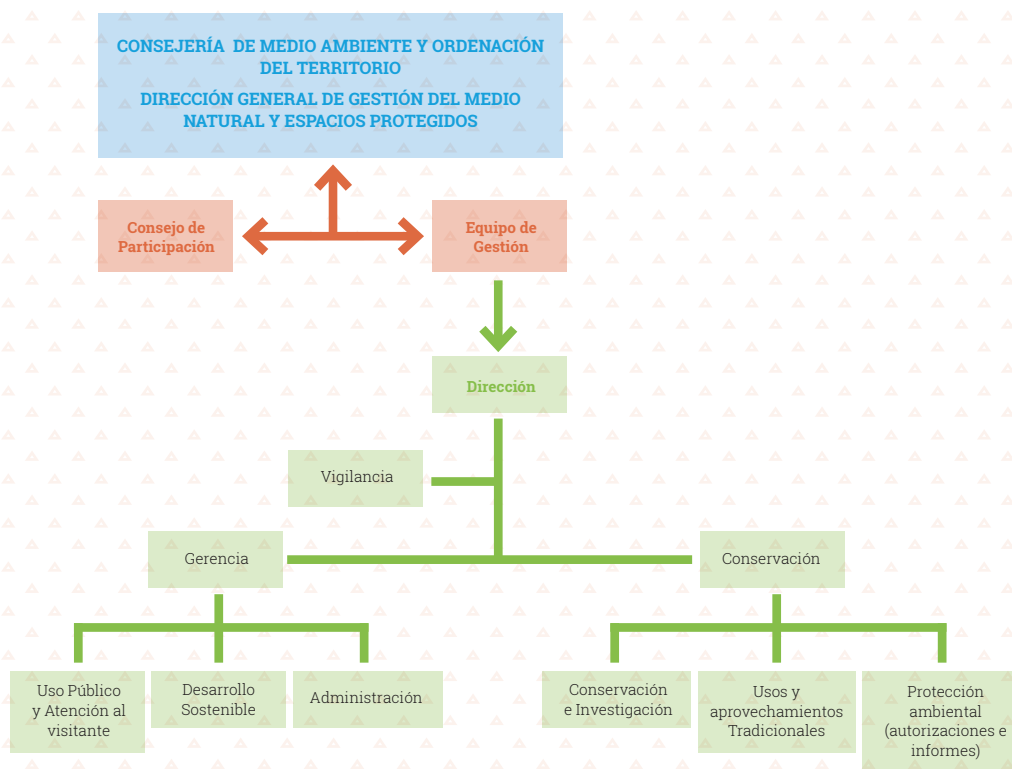 CONSEJERÍA DE MEDIO AMBIENTE Y ORDENACIÓN
DEL TERRITORIO
DIRECCIÓN GENERAL DE GESTIÓN DEL MEDIO
NATURAL Y ESPACIOS PROTEGIDOS
Consejo de
Participación
Equipo de
Gestión
Dirección
Vigilancia
Gerencia
Conservación
Uso Público
y Atención al
visitante
Desarrollo
Sostenible
Administración
Conservación
e Investigación
Usos y
aprovechamientos
Tradicionales
Protección
ambiental
(autorizaciones e
informes)